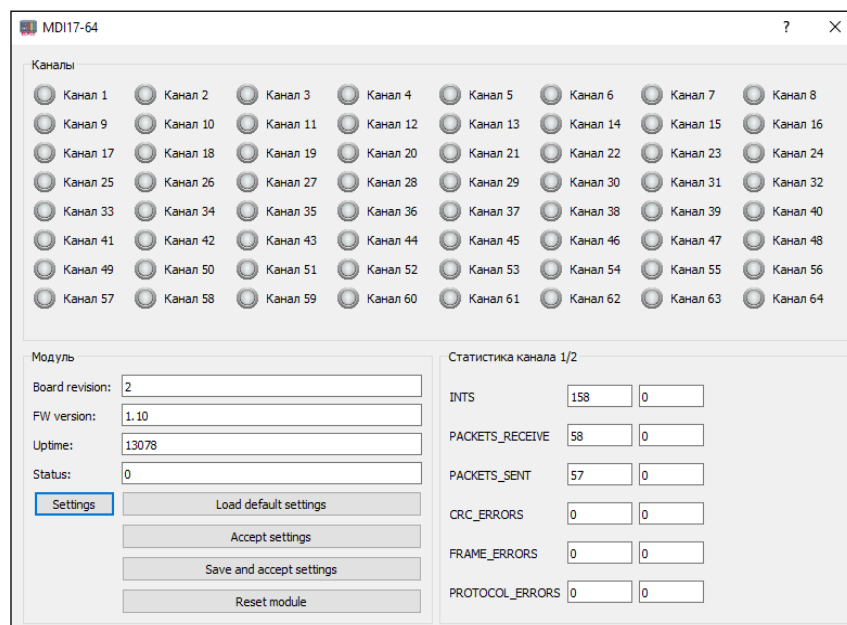 MDI17-64 ? ✕
Каналы
Канал 1 Канал 2 Канал 3 Канал 4 Канал 5 Канал 6 Канал 7 Канал 8
Канал 9 Канал 10 Канал 11 Канал 12 Канал 13 Канал 14 Канал 15 Канал 16
Канал 17 Канал 18 Канал 19 Канал 20 Канал 21 Канал 22 Канал 23 Канал 24
Канал 25 Канал 26 Канал 27 Канал 28 Канал 29 Канал 30 Канал 31 Канал 32
Канал 33 Канал 34 Канал 35 Канал 36 Канал 37 Канал 38 Канал 39 Канал 40
Канал 41 Канал 42 Канал 43 Канал 44 Канал 45 Канал 46 Канал 47 Канал 48
Канал 49 Канал 50 Канал 51 Канал 52 Канал 53 Канал 54 Канал 55 Канал 56
Канал 57 Канал 58 Канал 59 Канал 60 Канал 61 Канал 62 Канал 63 Канал 64
Модуль
Board revision: 2
FW version: 1.10
Uptime: 13078
Status: 0
Settings Load default settings
Accept settings
Save and accept settings
Reset module
Статистика канала 1/2
INTS 158 0
PACKETS_RECEIVE 58 0
PACKETS_SENT 57 0
CRC_ERRORS 0 0
FRAME_ERRORS 0 0
PROTOCOL_ERRORS 0 0